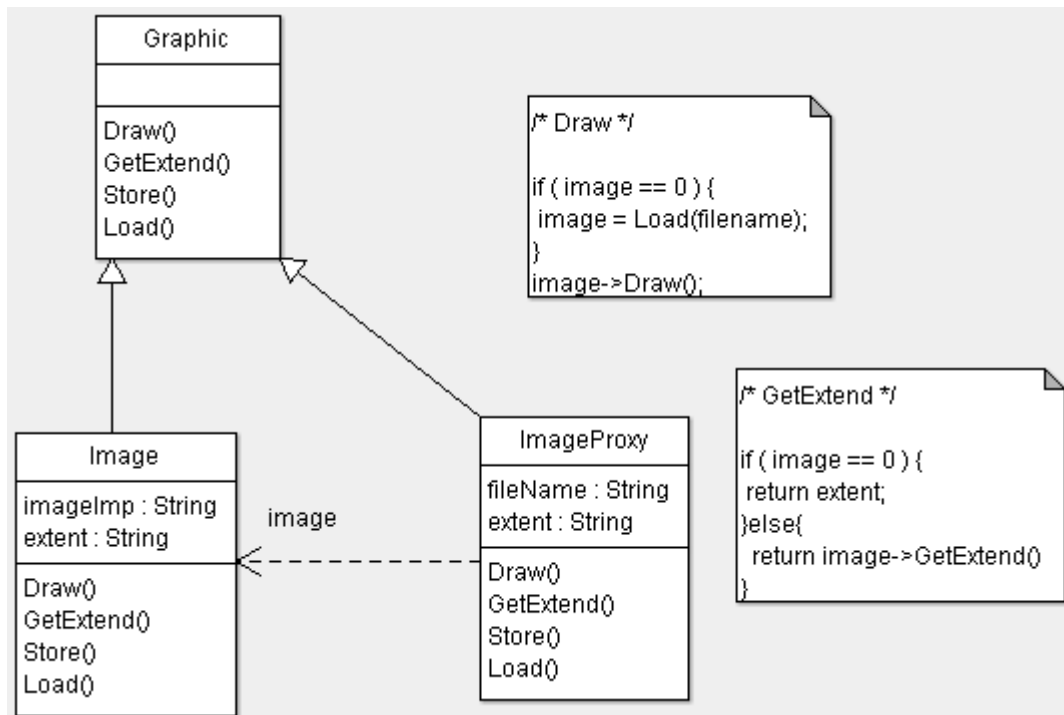 Graphic
Draw()
GetExtend()
Store()
Load()
/* Draw */
if ( image == 0 ) {
image = Load(filename);
}
image->Draw();
/* GetExtend */
if ( image == 0 ) {
return extent;
}else{
return image->GetExtend()
}
Image
imageImp : String
extent : String
Draw()
GetExtend()
Store()
Load()
image
ImageProxy
fileName : String
extent : String
Draw()
GetExtend()
Store()
Load()